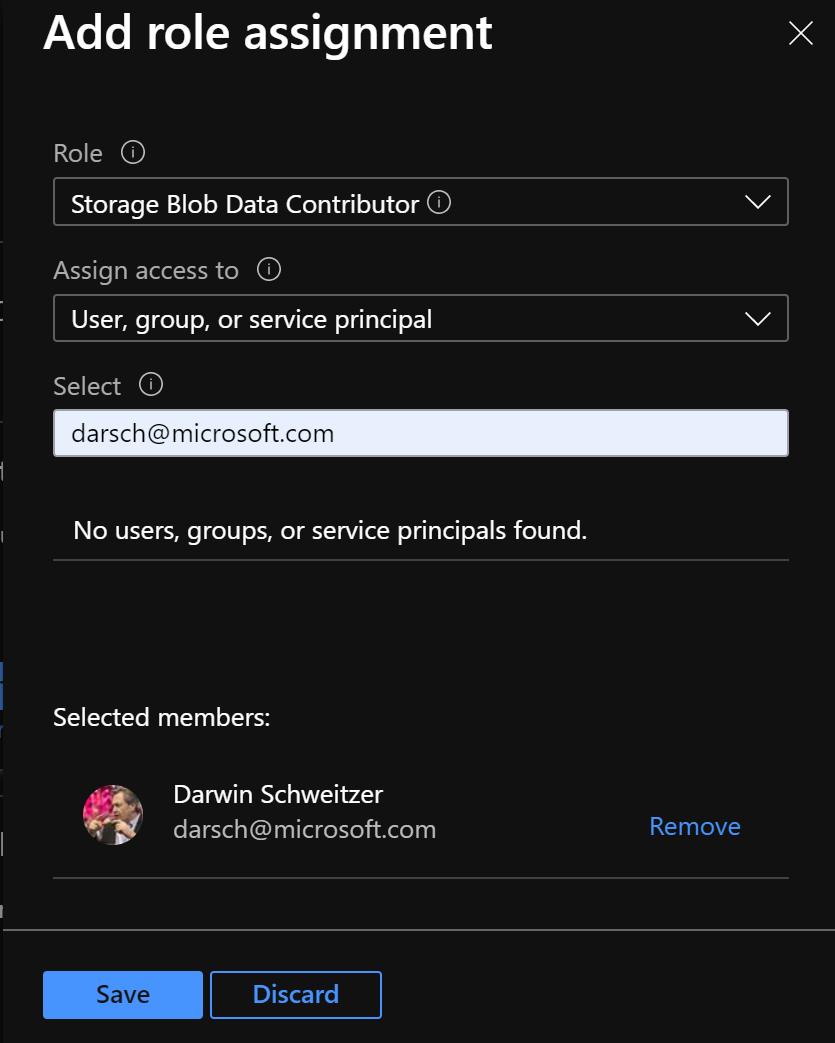 Add role assignment
Role
Storage Blob Data Contributor
Assign access to
User, group, or service principal
Select
darsch@microsoft.com
No users, groups, or service principals found.
Selected members:
Darwin Schweitzer
darsch@microsoft.com
Remove
Save
Discard